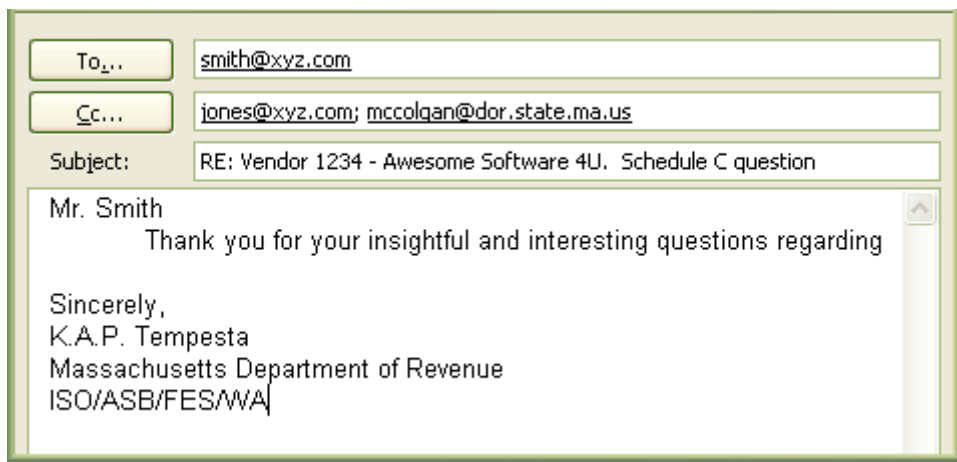 To... smith@xyz.com
Cc... jones@xyz.com; mccolgan@dor.state.ma.us
Subject: RE: Vendor 1234 - Awesome Software 4U.  Schedule C question
Mr. Smith
Thank you for your insightful and interesting questions regarding
Sincerely,
K.A.P. Tempesta
Massachusetts Department of Revenue
ISO/ASB/FES/WA